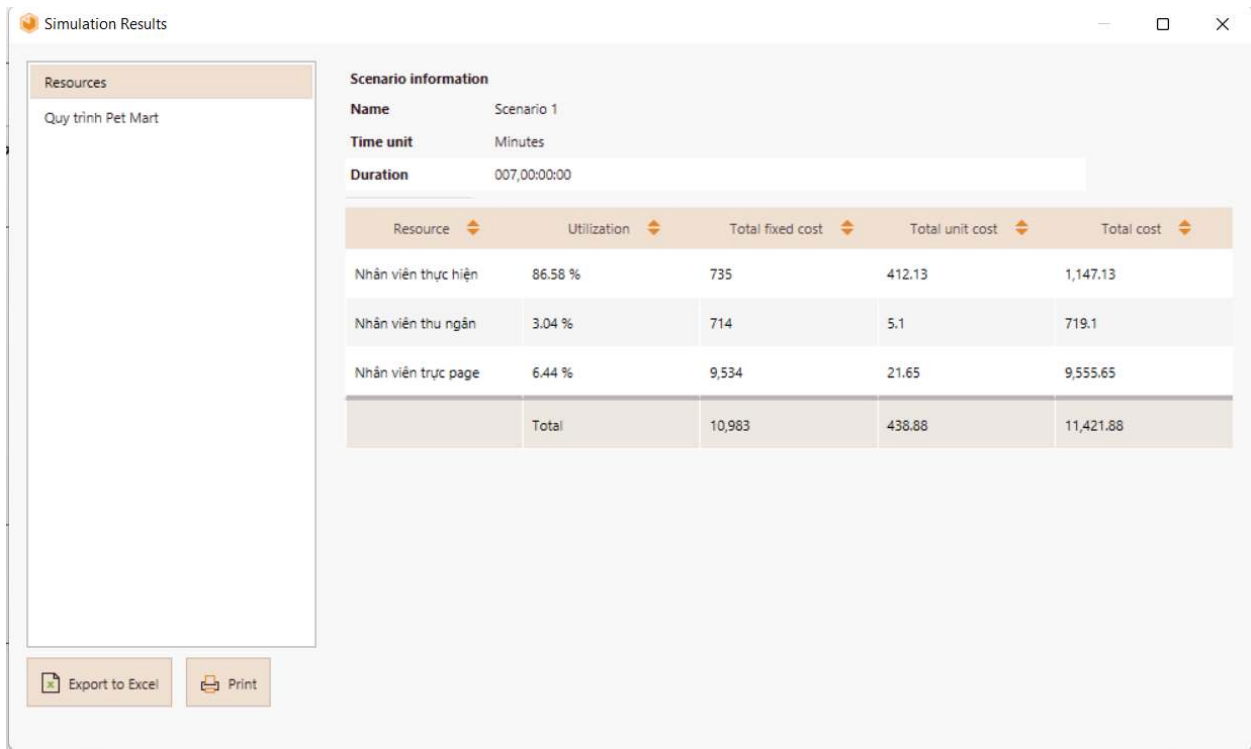 Simulation Results
Resources
Quy trình Pet Mart
Scenario information
Name Scenario 1
Time unit Minutes
Duration 007,00:00:00
Resource Utilization Total fixed cost Total unit cost Total cost
Nhân viên thực hiện 86.58 % 735 412.13 1,147.13
Nhân viên thu ngân 3.04 % 714 5.1 719.1
Nhân viên trực page 6.44 % 9,534 21.65 9,555.65
Total 10,983 438.88 11,421.88
Export to Excel Print